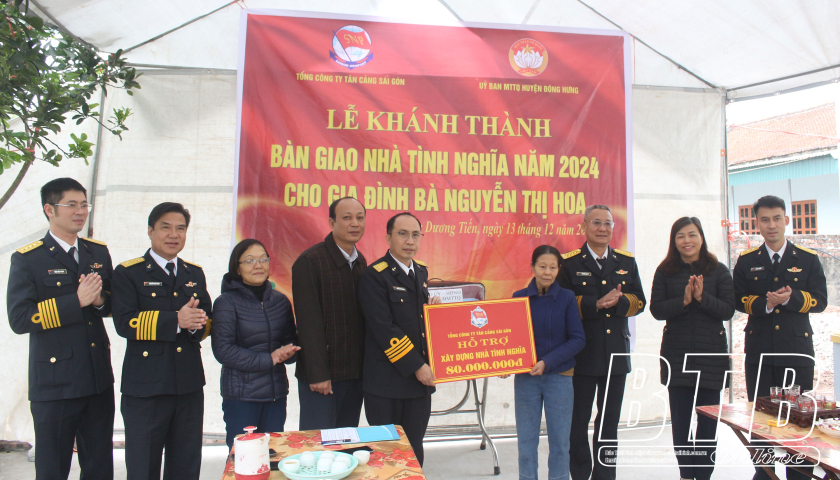 TỔNG CÔNG TY TÂN CẢNG SÀI GÒN
ỦY BAN MTTQ HUYỆN ĐÔNG HƯNG
LỄ KHÁNH THÀNH
BÀN GIAO NHÀ TÌNH NGHĨA NĂM 2024
CHO GIA ĐÌNH BÀ NGUYỄN THỊ HOA
Dương Tiến, ngày 13 tháng 12 năm
TỔNG CÔNG TY TÂN CẢNG SÀI GÒN
HỖ TRỢ
XÂY DỰNG NHÀ TÌNH NGHĨA
80.000.000đ
BTB
Online